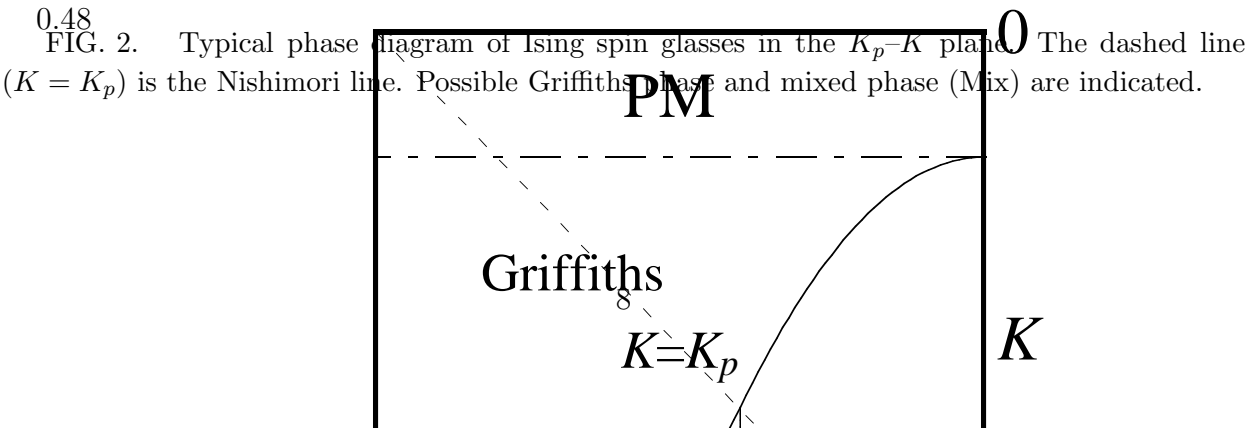 0.48
FIG. 2. Typical phase diagram of Ising spin glasses in the K_p–K plane. The dashed line
(K = K_p) is the Nishimori line. Possible Griffiths phase and mixed phase (Mix) are indicated.
0
PM
Griffiths
8
K=K_p
K